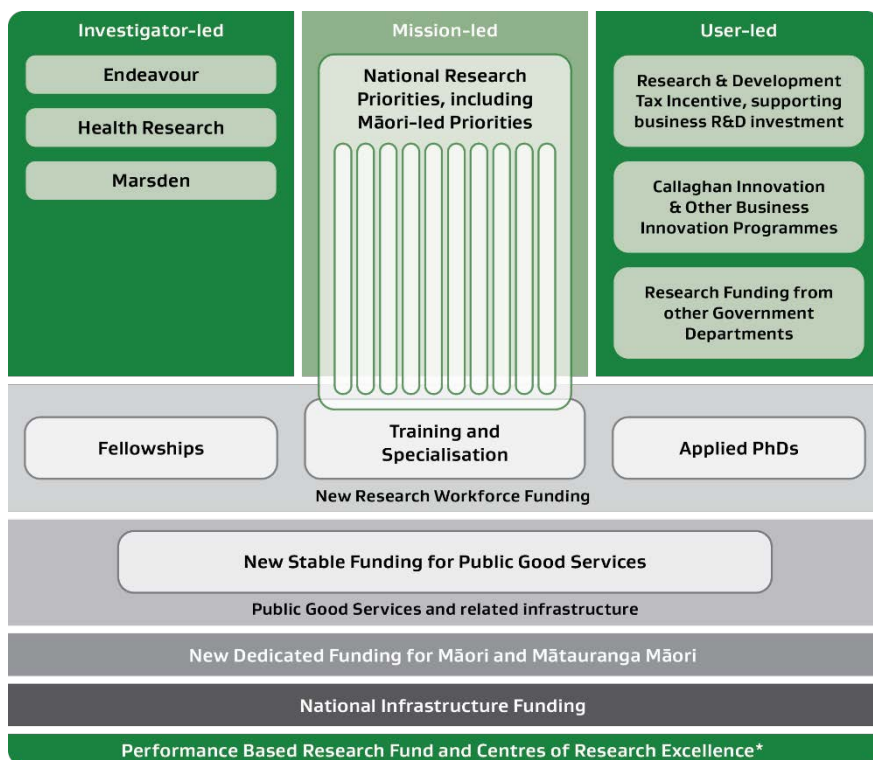 Investigator-led
Endeavour
Health Research
Marsden
Mission-led
National Research
Priorities, including
Māori-led Priorities
User-led
Research & Development
Tax Incentive, supporting
business R&D investment
Callaghan Innovation
& Other Business
Innovation Programmes
Research Funding from
other Government
Departments
Fellowships
Training and
Specialisation
Applied PhDs
New Research Workforce Funding
New Stable Funding for Public Good Services
Public Good Services and related infrastructure
New Dedicated Funding for Māori and Mātauranga Māori
National Infrastructure Funding
Performance Based Research Fund and Centres of Research Excellence*